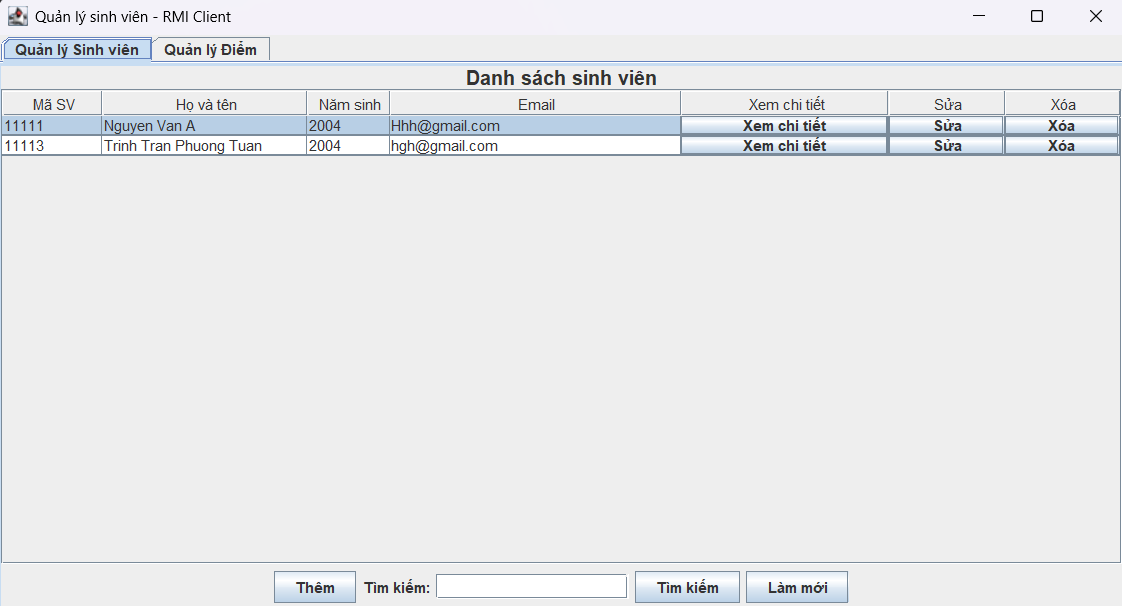 Quản lý sinh viên - RMI Client
Quản lý Sinh viên Quản lý Điểm
Danh sách sinh viên
Mã SV Họ và tên Năm sinh Email Xem chi tiết Sửa Xóa
11111 Nguyen Van A 2004 Hhh@gmail.com Xem chi tiết Sửa Xóa
11113 Trinh Tran Phuong Tuan 2004 hgh@gmail.com Xem chi tiết Sửa Xóa
Thêm Tìm kiếm: Tìm kiếm Làm mới